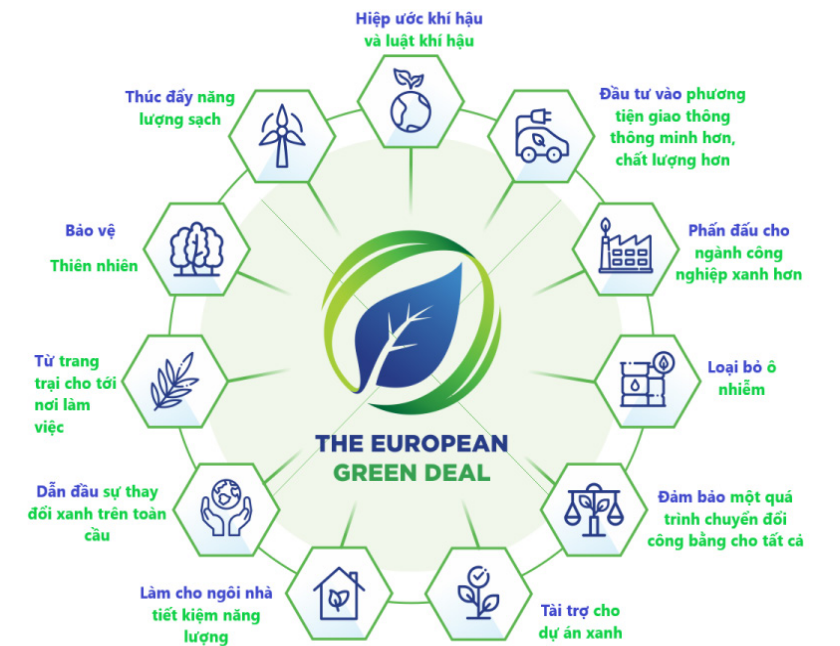 Hiệp ước khí hậu
và luật khí hậu
Đầu tư vào phương
tiện giao thông
thông minh hơn,
chất lượng hơn
Phấn đấu cho
ngành công
nghiệp xanh hơn
Loại bỏ ô
nhiễm
Đảm bảo một quá
trình chuyển đổi
công bằng cho tất cả
Tài trợ cho
dự án xanh
Làm cho ngôi nhà
tiết kiệm năng
lượng
Dẫn đầu sự thay
đổi xanh trên toàn
cầu
Từ trang
trại cho tới
nơi làm
việc
Bảo vệ
Thiên nhiên
Thúc đẩy năng
lượng sạch
THE EUROPEAN
GREEN DEAL